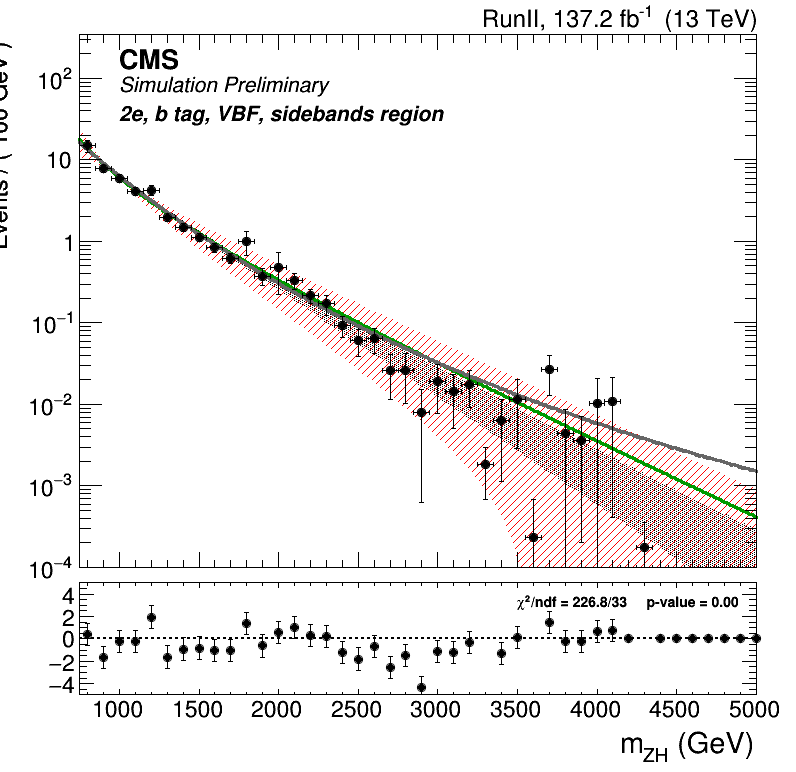 RunII, 137.2 fb⁻¹ (13 TeV)
CMS
Simulation Preliminary
2e, b tag, VBF, sidebands region
Events / ( 100 GeV )
10²
10
1
10⁻¹
10⁻²
10⁻³
10⁻⁴
χ²/ndf = 226.8/33 p-value = 0.00
4
2
0
−2
−4
1000 1500 2000 2500 3000 3500 4000 4500 5000
m_ZH (GeV)